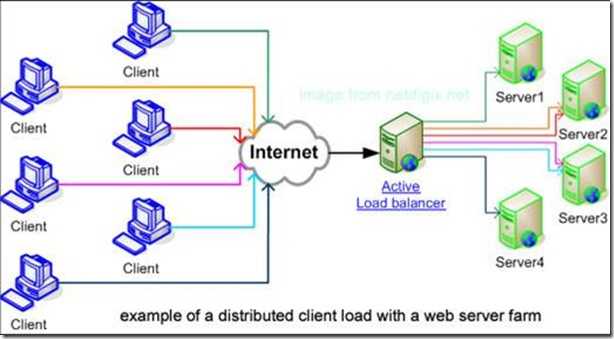 Client
image from netdigix.net
Server1
Client
Client
Server2
Internet
Active
Load balancer
Client
Server3
Client
Server4
Client
example of a distributed client load with a web server farm